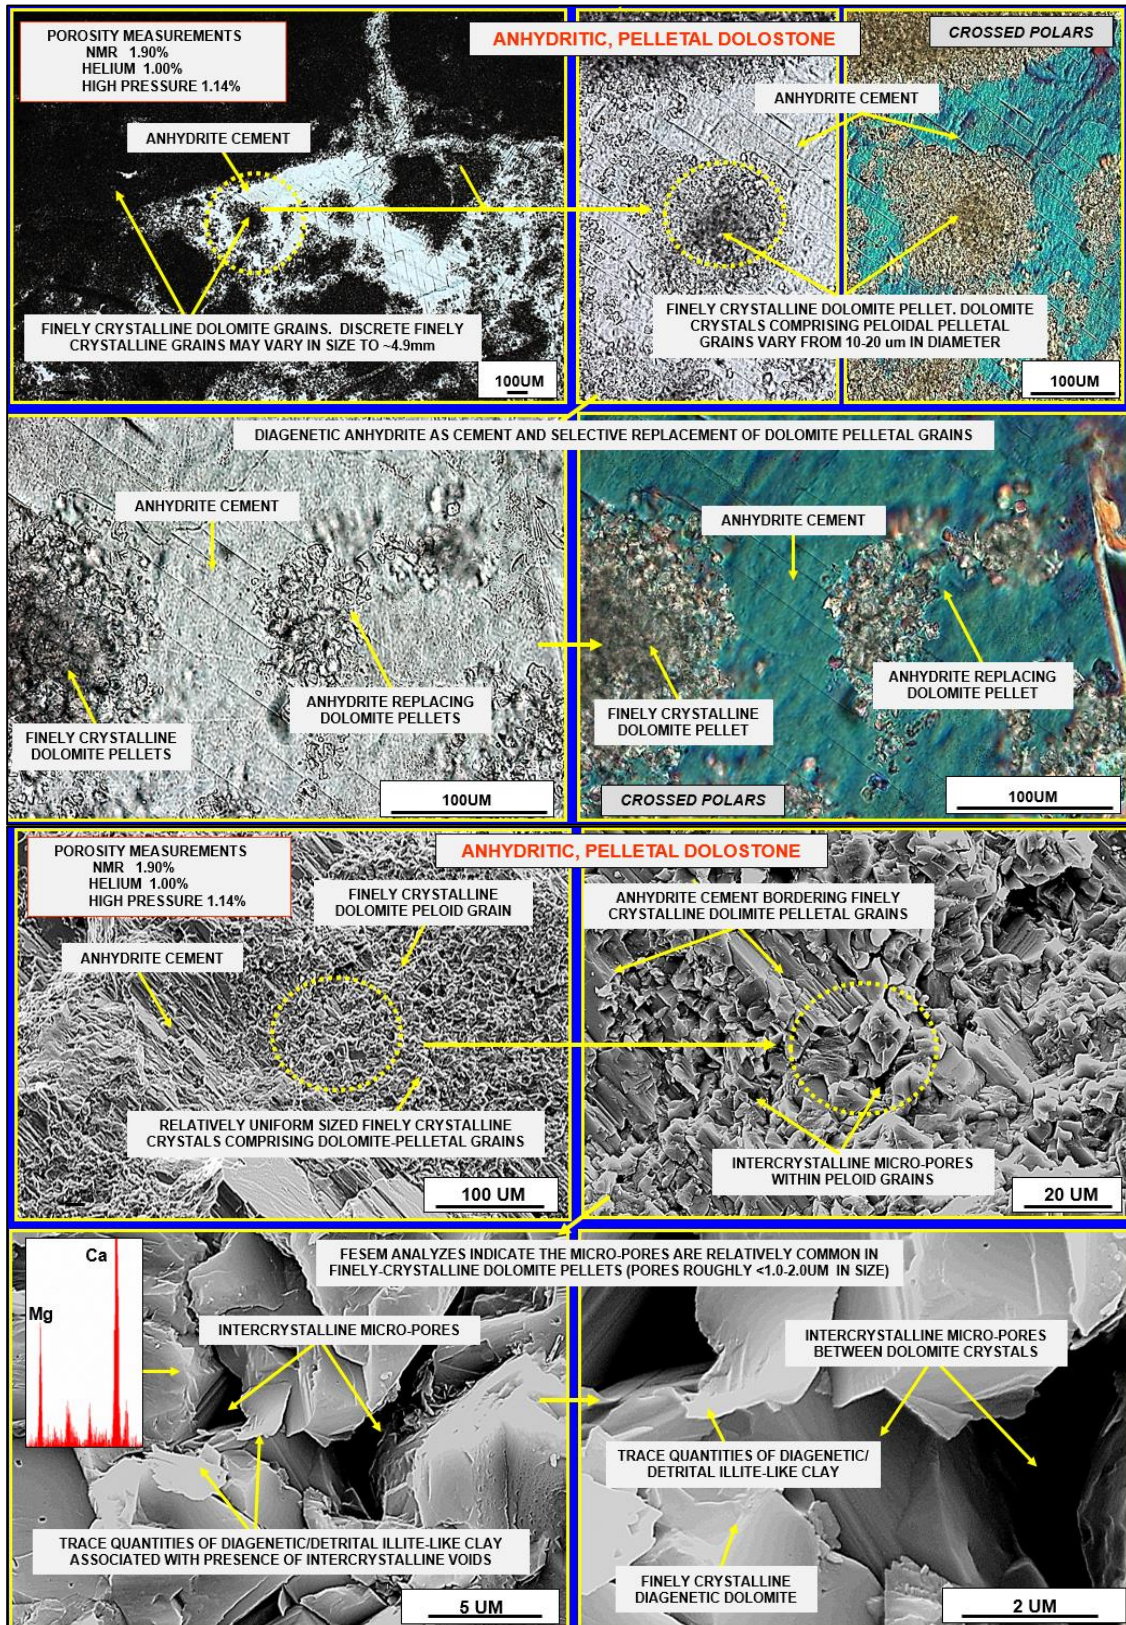 POROSITY MEASUREMENTS
NMR 1.90%
HELIUM 1.00%
HIGH PRESSURE 1.14%
ANHYDRITIC, PELLETAL DOLOSTONE
CROSSED POLARS
ANHYDRITE CEMENT
ANHYDRITE CEMENT
FINELY CRYSTALLINE DOLOMITE GRAINS. DISCRETE FINELY
CRYSTALLINE GRAINS MAY VARY IN SIZE TO ~4.9mm
100UM
FINELY CRYSTALLINE DOLOMITE PELLET. DOLOMITE
CRYSTALS COMPRISING PELOIDAL PELLETAL
GRAINS VARY FROM 10-20 um IN DIAMETER
100UM
DIAGENETIC ANHYDRITE AS CEMENT AND SELECTIVE REPLACEMENT OF DOLOMITE PELLETAL GRAINS
ANHYDRITE CEMENT
ANHYDRITE CEMENT
ANHYDRITE REPLACING
DOLOMITE PELLETS
FINELY CRYSTALLINE
DOLOMITE PELLETS
100UM
ANHYDRITE REPLACING
DOLOMITE PELLET
FINELY CRYSTALLINE
DOLOMITE PELLET
CROSSED POLARS
100UM
POROSITY MEASUREMENTS
NMR 1.90%
HELIUM 1.00%
HIGH PRESSURE 1.14%
ANHYDRITIC, PELLETAL DOLOSTONE
FINELY CRYSTALLINE
DOLOMITE PELOID GRAIN
ANHYDRITE CEMENT
ANHYDRITE CEMENT BORDERING FINELY
CRYSTALLINE DOLIMITE PELLETAL GRAINS
RELATIVELY UNIFORM SIZED FINELY CRYSTALLINE
CRYSTALS COMPRISING DOLOMITE-PELLETAL GRAINS
100 UM
INTERCRYSTALLINE MICRO-PORES
WITHIN PELOID GRAINS
20 UM
FESEM ANALYZES INDICATE THE MICRO-PORES ARE RELATIVELY COMMON IN
FINELY-CRYSTALLINE DOLOMITE PELLETS (PORES ROUGHLY <1.0-2.0UM IN SIZE)
Ca
Mg
INTERCRYSTALLINE MICRO-PORES
INTERCRYSTALLINE MICRO-PORES
BETWEEN DOLOMITE CRYSTALS
TRACE QUANTITIES OF DIAGENETIC/DETRITAL ILLITE-LIKE CLAY
ASSOCIATED WITH PRESENCE OF INTERCRYSTALLINE VOIDS
5 UM
TRACE QUANTITIES OF DIAGENETIC/
DETRITAL ILLITE-LIKE CLAY
FINELY CRYSTALLINE
DIAGENETIC DOLOMITE
2 UM